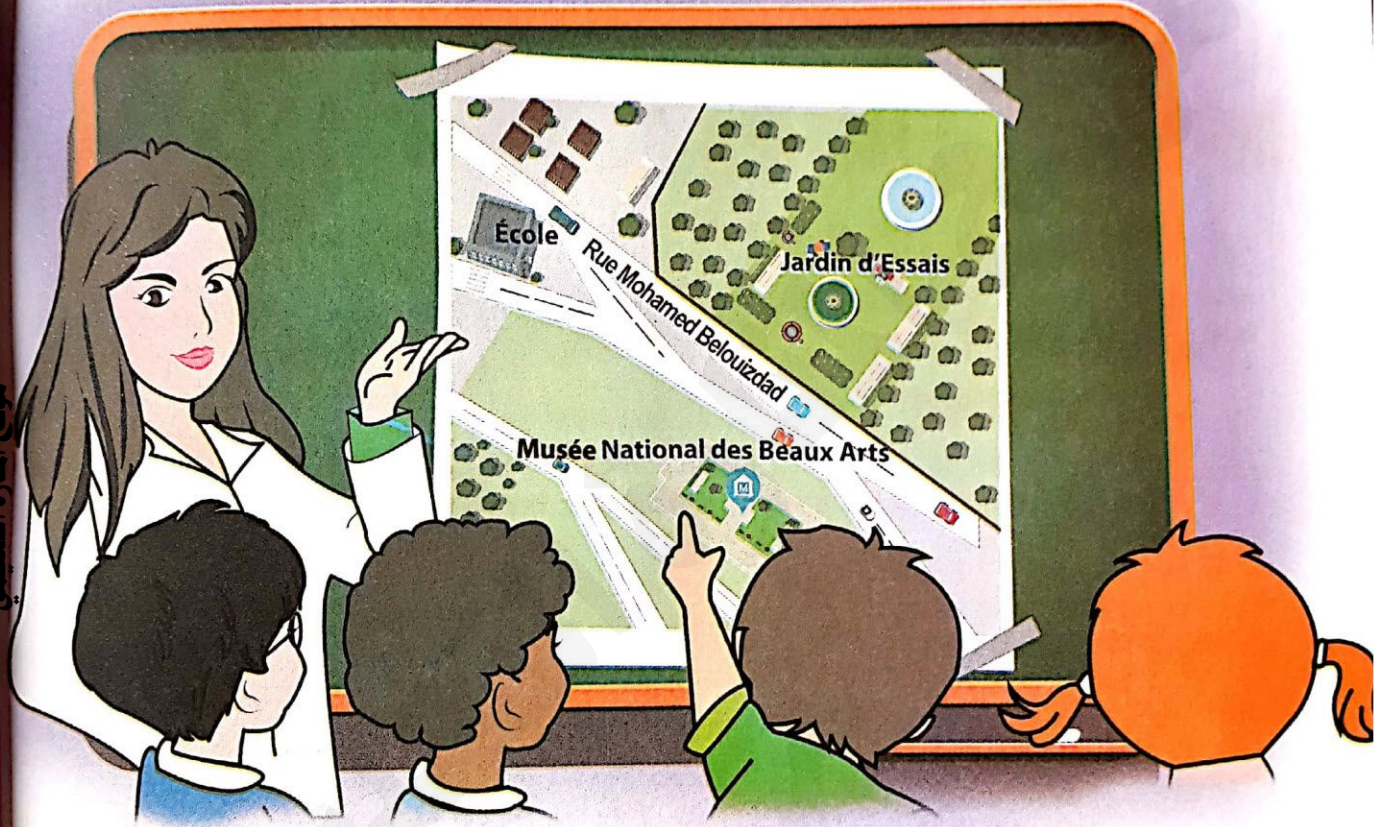 École
Rue Mohamed Belouizdad
Jardin d'Essais
Musée National des Beaux Arts
M